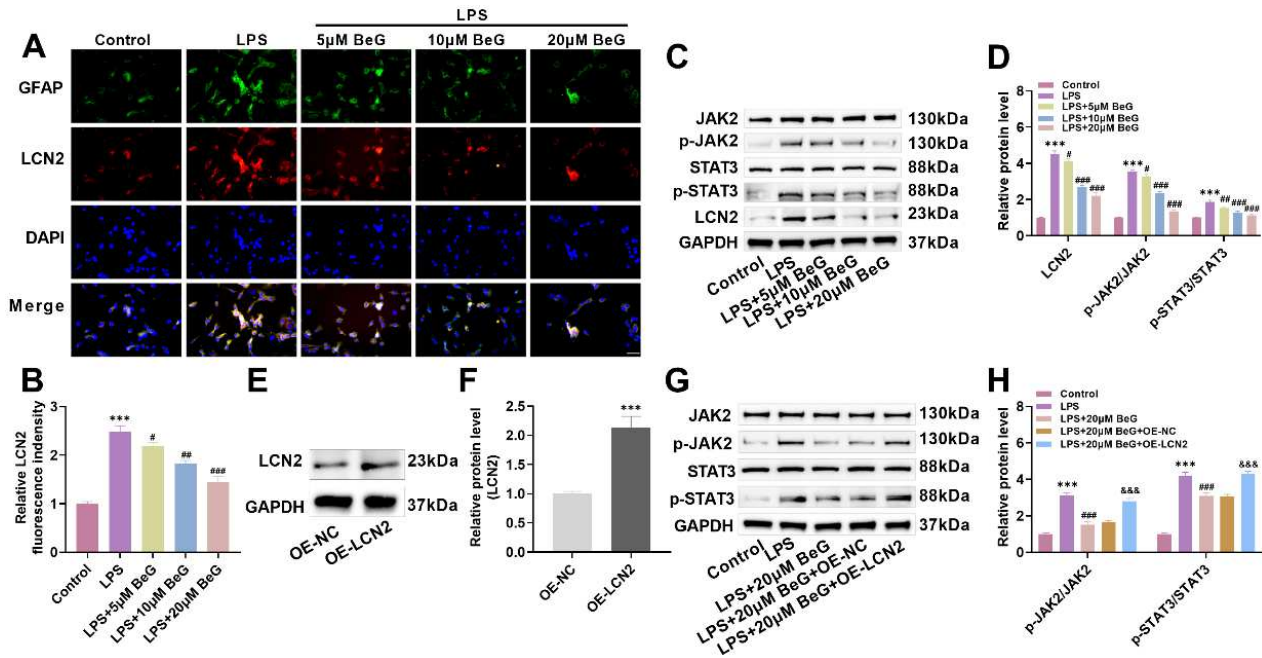 A
LPS
Control LPS 5μM BeG 10μM BeG 20μM BeG
GFAP
LCN2
DAPI
Merge
B
Relative LCN2
fluorescence indensity
3
2
1
0
***
#
##
###
Control
LPS
LPS+5μM BeG
LPS+10μM BeG
LPS+20μM BeG
C
JAK2 130kDa
p-JAK2 130kDa
STAT3 88kDa
p-STAT3 88kDa
LCN2 23kDa
GAPDH 37kDa
Control
LPS
LPS+5μM BeG
LPS+10μM BeG
LPS+20μM BeG
D
Control
LPS
LPS+5μM BeG
LPS+10μM BeG
LPS+20μM BeG
Relative protein level
8
6
4
2
0
*** # ### ###
*** # ### ###
*** ## ### ###
LCN2
p-JAK2/JAK2
p-STAT3/STAT3
E
LCN2 23kDa
GAPDH 37kDa
OE-NC
OE-LCN2
F
Relative protein level
(LCN2)
2.5
2.0
1.5
1.0
0.5
0.0
***
OE-NC
OE-LCN2
G
JAK2 130kDa
p-JAK2 130kDa
STAT3 88kDa
p-STAT3 88kDa
GAPDH 37kDa
Control
LPS
LPS+20μM BeG
LPS+20μM BeG+OE-NC
LPS+20μM BeG+OE-LCN2
H
Control
LPS
LPS+20μM BeG
LPS+20μM BeG+OE-NC
LPS+20μM BeG+OE-LCN2
Relative protein level
8
6
4
2
0
*** ### &&&
*** ### &&&
p-JAK2/JAK2
p-STAT3/STAT3